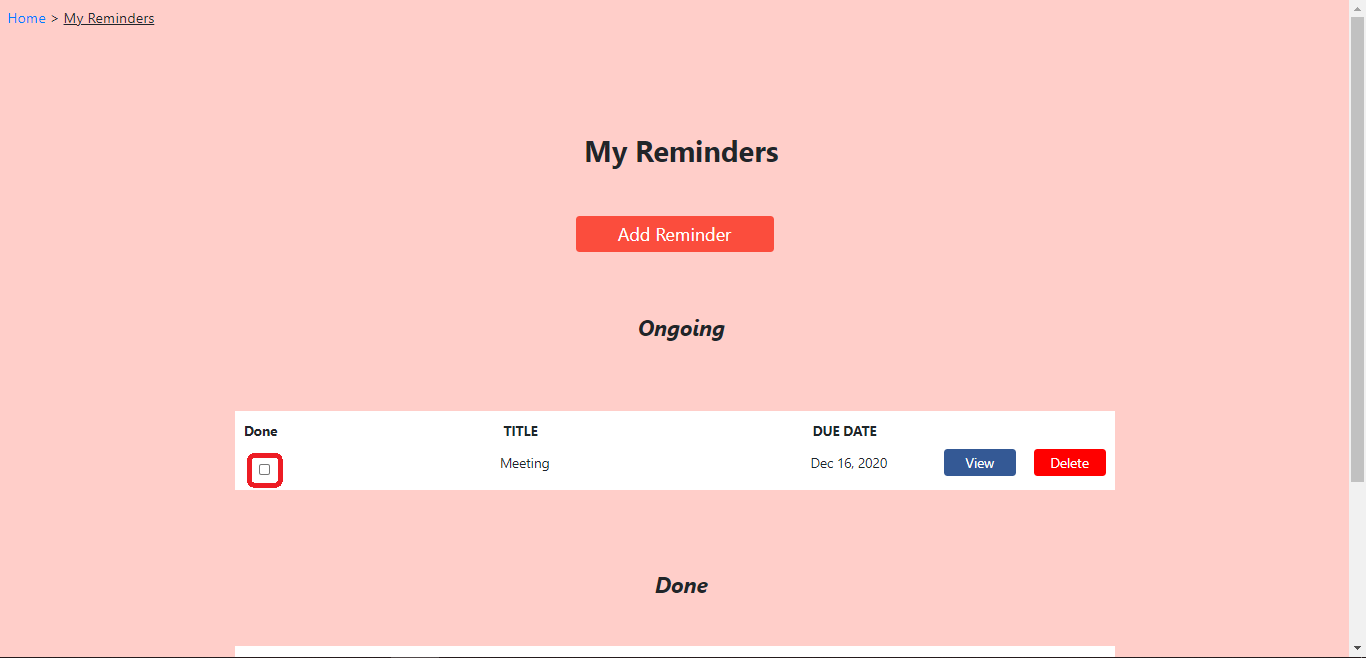 Home > My Reminders
My Reminders
Add Reminder
Ongoing
Done TITLE DUE DATE
Meeting Dec 16, 2020 View Delete
Done